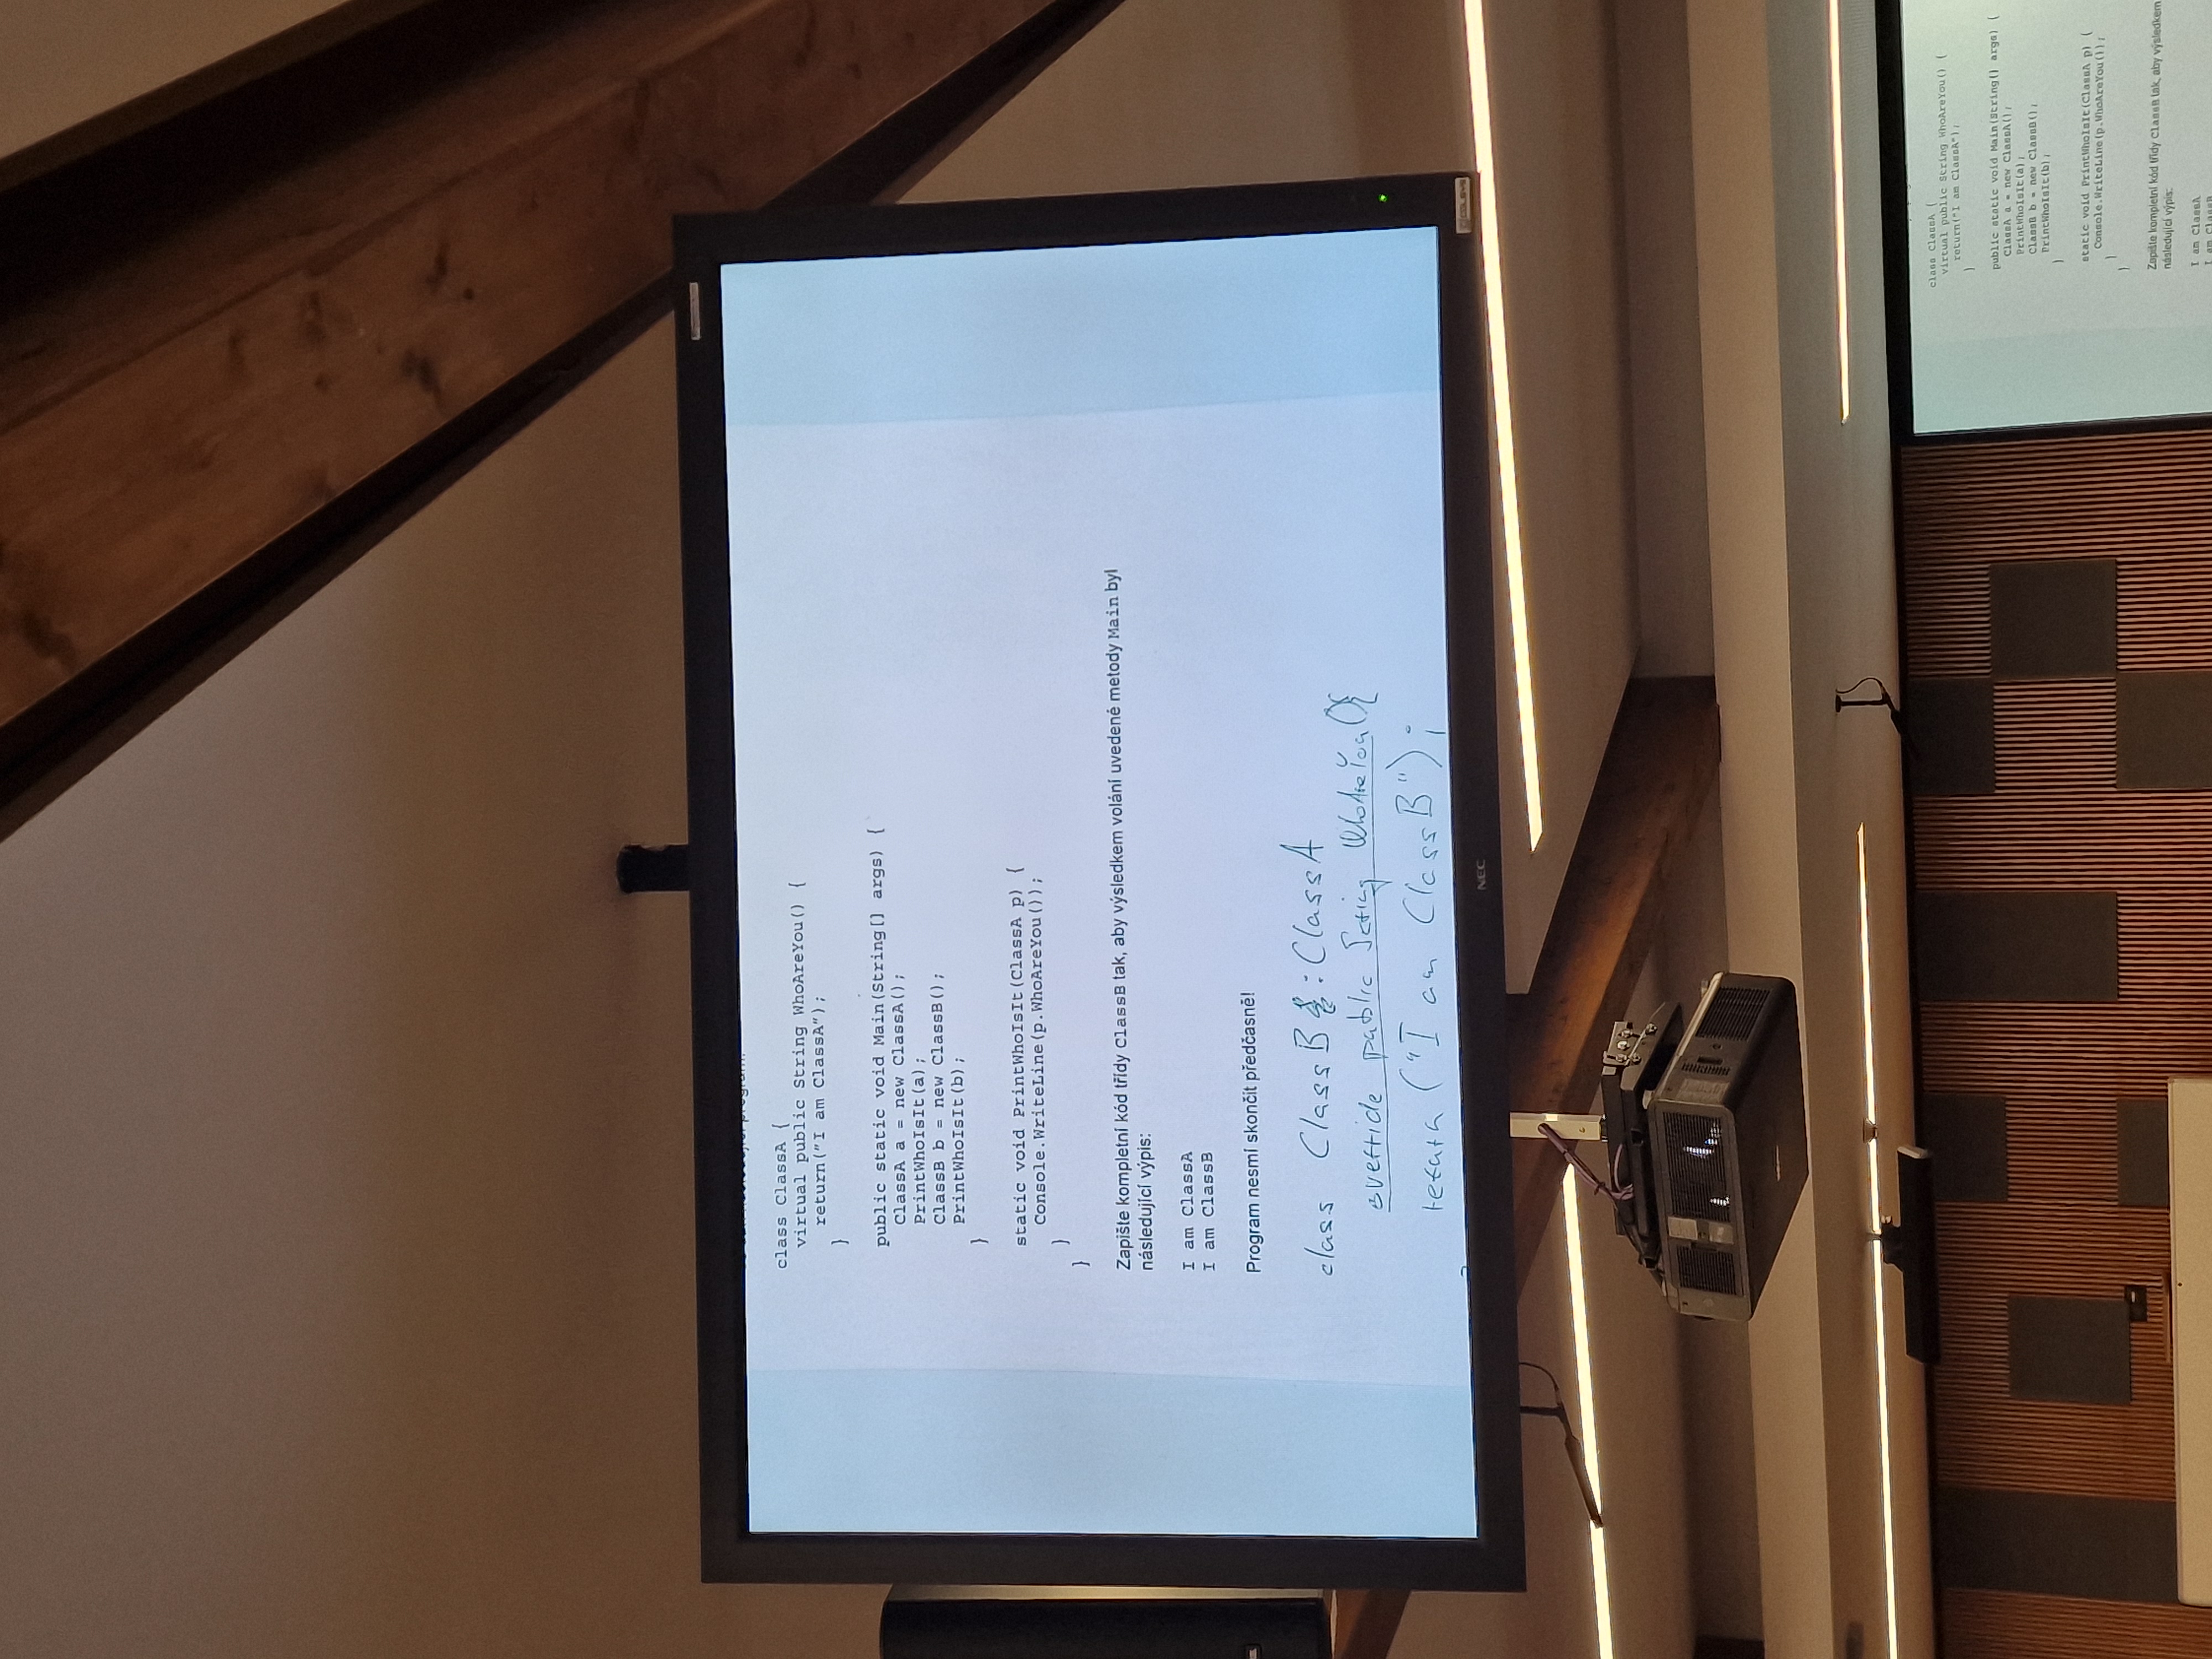 class ClassA {
virtual public String WhoAreYou() {
return("I am ClassA");
}
public static void Main(String[] args) {
ClassA a = new ClassA();
PrintWhoIsIt(a);
ClassB b = new ClassB();
PrintWhoIsIt(b);
}
static void PrintWhoIsIt(ClassA p) {
Console.WriteLine(p.WhoAreYou());
}
}
Zapište kompletní kód třídy ClassB tak, aby výsledkem volání uvedené metody Main byl
následující výpis:
I am ClassA
I am ClassB
Program nesmí skončit předčasně!
class ClassB :ClassA
override public String WhoAreYou(){
return ("I am ClassB");
NEC
class ClassA {
virtual public String WhoAreYou() {
return("I am ClassA");
}
public static void Main(String[] args) {
ClassA a = new ClassA();
PrintWhoIsIt(a);
ClassB b = new ClassB();
PrintWhoIsIt(b);
}
static void PrintWhoIsIt(ClassA p) {
Console.WriteLine(p.WhoAreYou());
}
}
Zapište kompletní kód třídy ClassB tak, aby výsledkem
následující výpis:
I am ClassA
I am ClassB